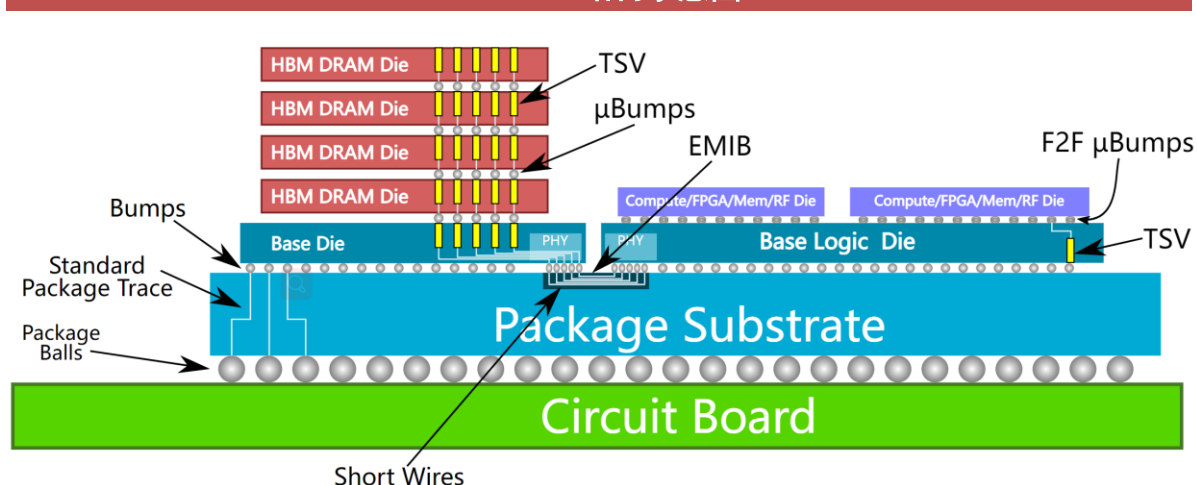 HBM DRAM Die
TSV
HBM DRAM Die
μBumps
HBM DRAM Die
EMIB
F2F μBumps
HBM DRAM Die
Compute/FPGA/Mem/RF Die
Compute/FPGA/Mem/RF Die
Bumps
Base Die
PHY
PHY
Base Logic Die
TSV
Standard
Package Trace
Package Substrate
Package
Balls
Circuit Board
Short Wires